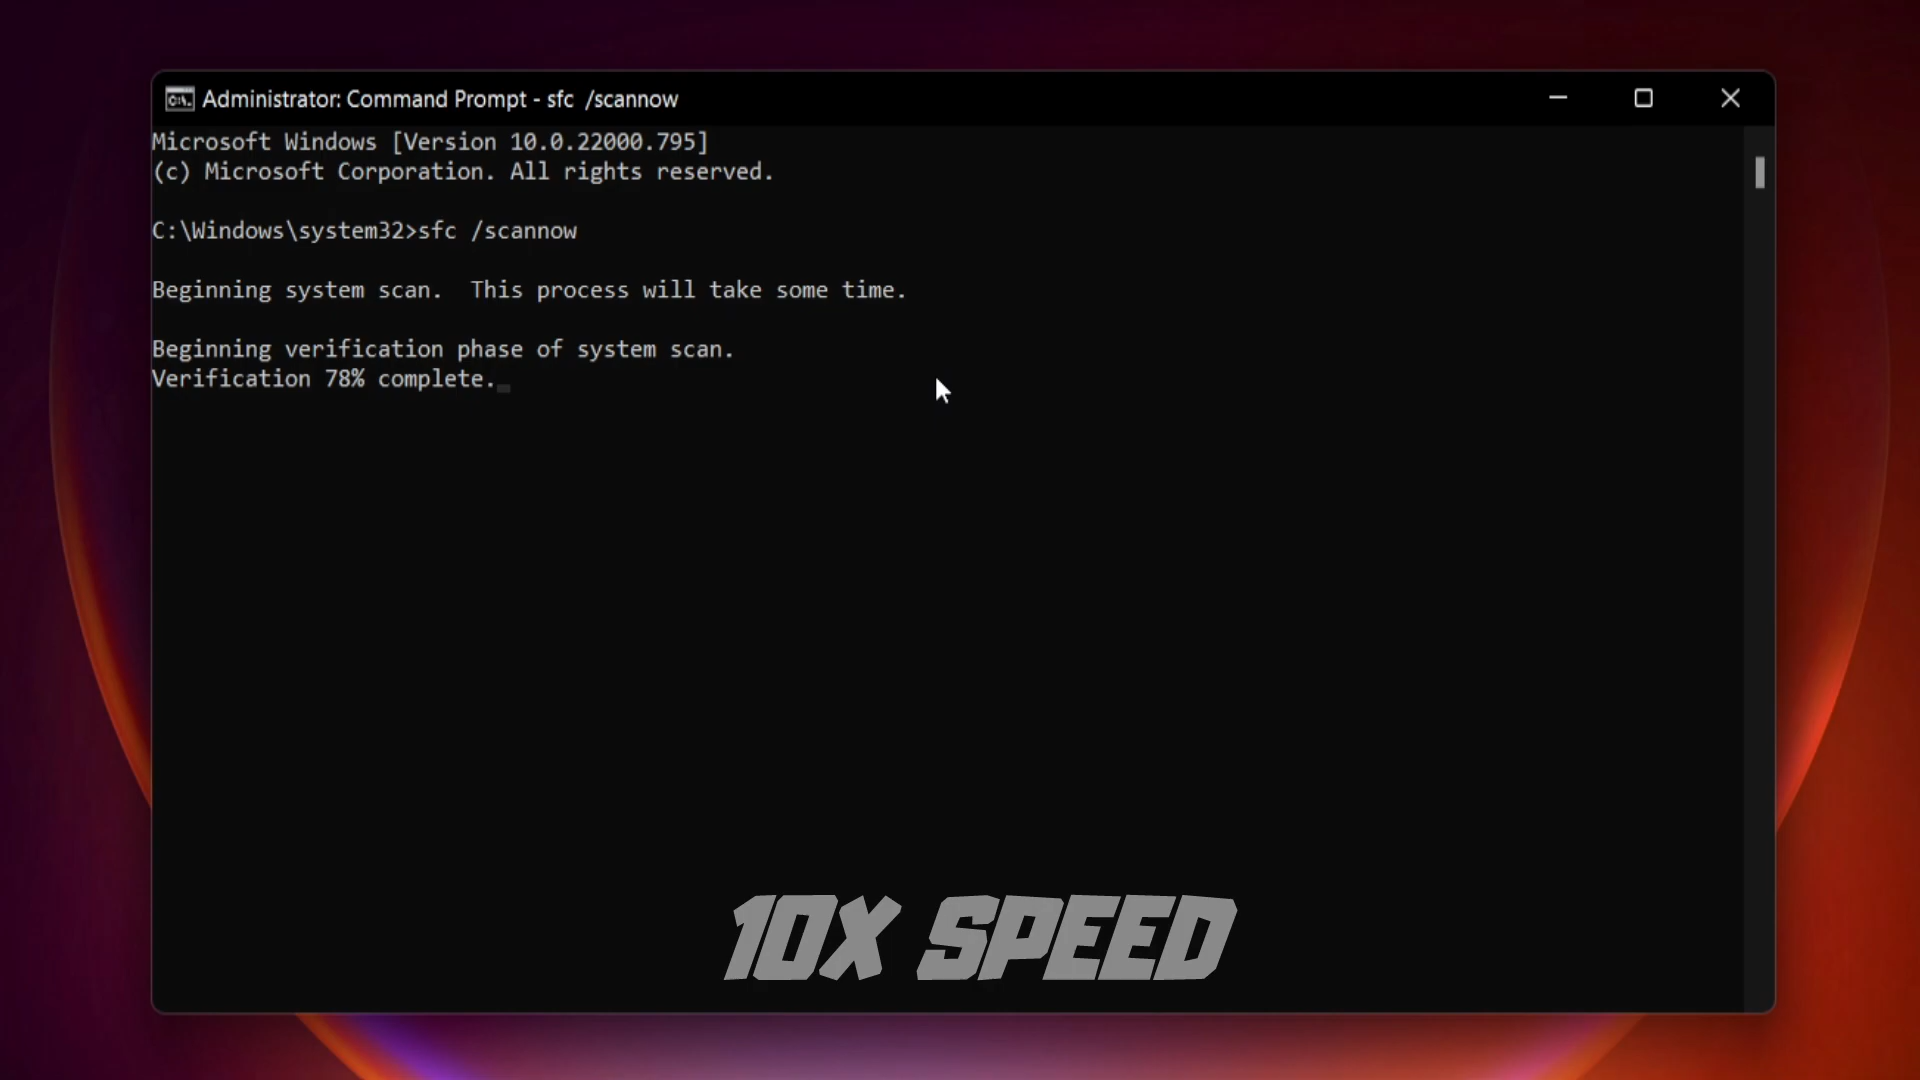 Administrator: Command Prompt - sfc  /scannow
Microsoft Windows [Version 10.0.22000.795]
(c) Microsoft Corporation. All rights reserved.
C:\Windows\system32>sfc /scannow
Beginning system scan.  This process will take some time.
Beginning verification phase of system scan.
Verification 78% complete.
10X SPEED